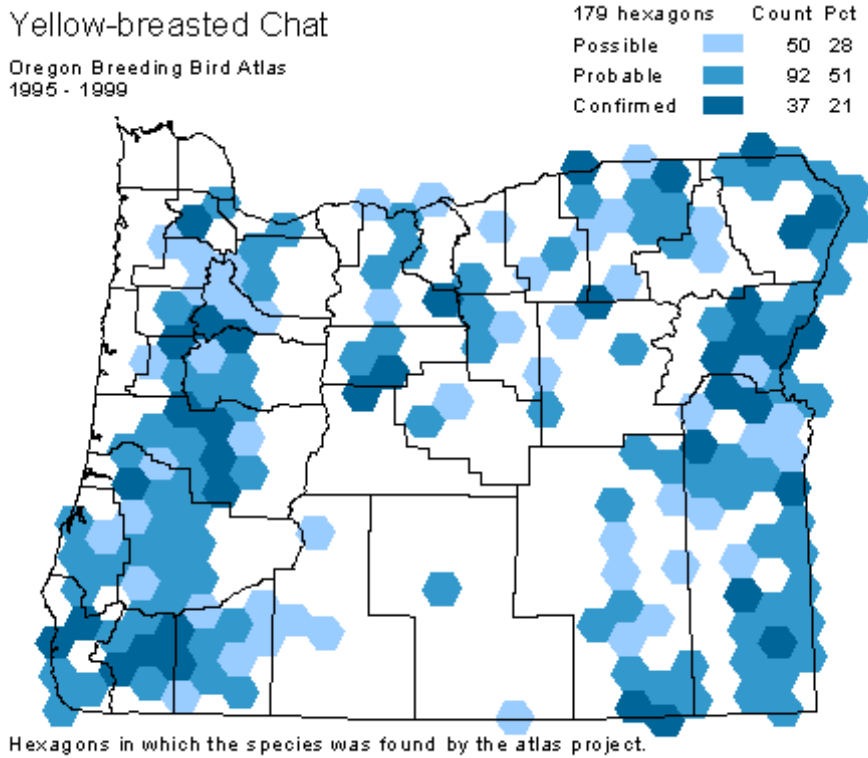 Yellow-breasted Chat
Oregon Breeding Bird Atlas
1995 - 1999
179 hexagons Count Pct
Possible 50 28
Probable 92 51
Confirmed 37 21
Hexagons in which the species was found by the atlas project.